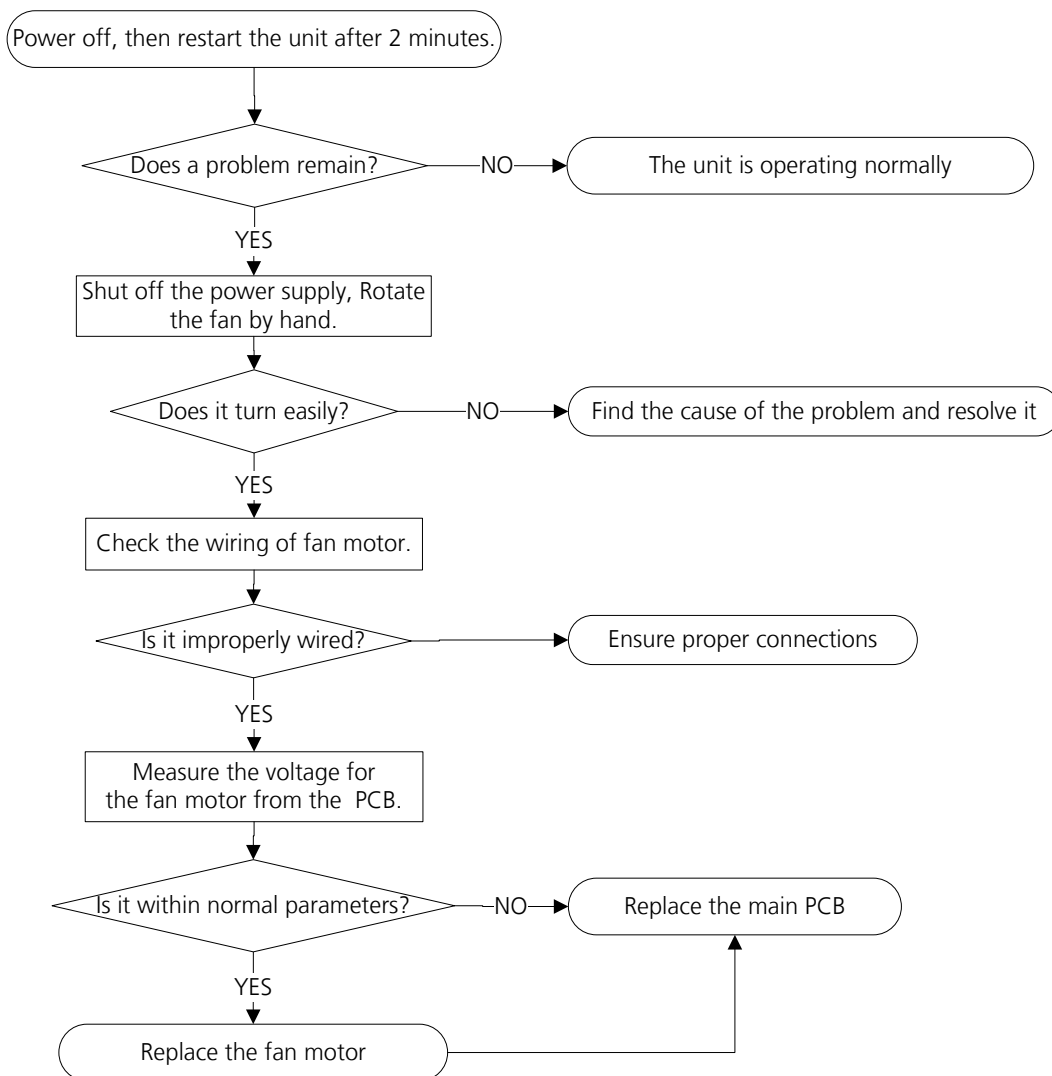 Power off, then restart the unit after 2 minutes.
Does a problem remain?
NO
The unit is operating normally
YES
Shut off the power supply, Rotate
the fan by hand.
Does it turn easily?
NO
Find the cause of the problem and resolve it
YES
Check the wiring of fan motor.
Is it improperly wired?
Ensure proper connections
YES
Measure the voltage for
the fan motor from the PCB.
Is it within normal parameters?
NO
Replace the main PCB
YES
Replace the fan motor